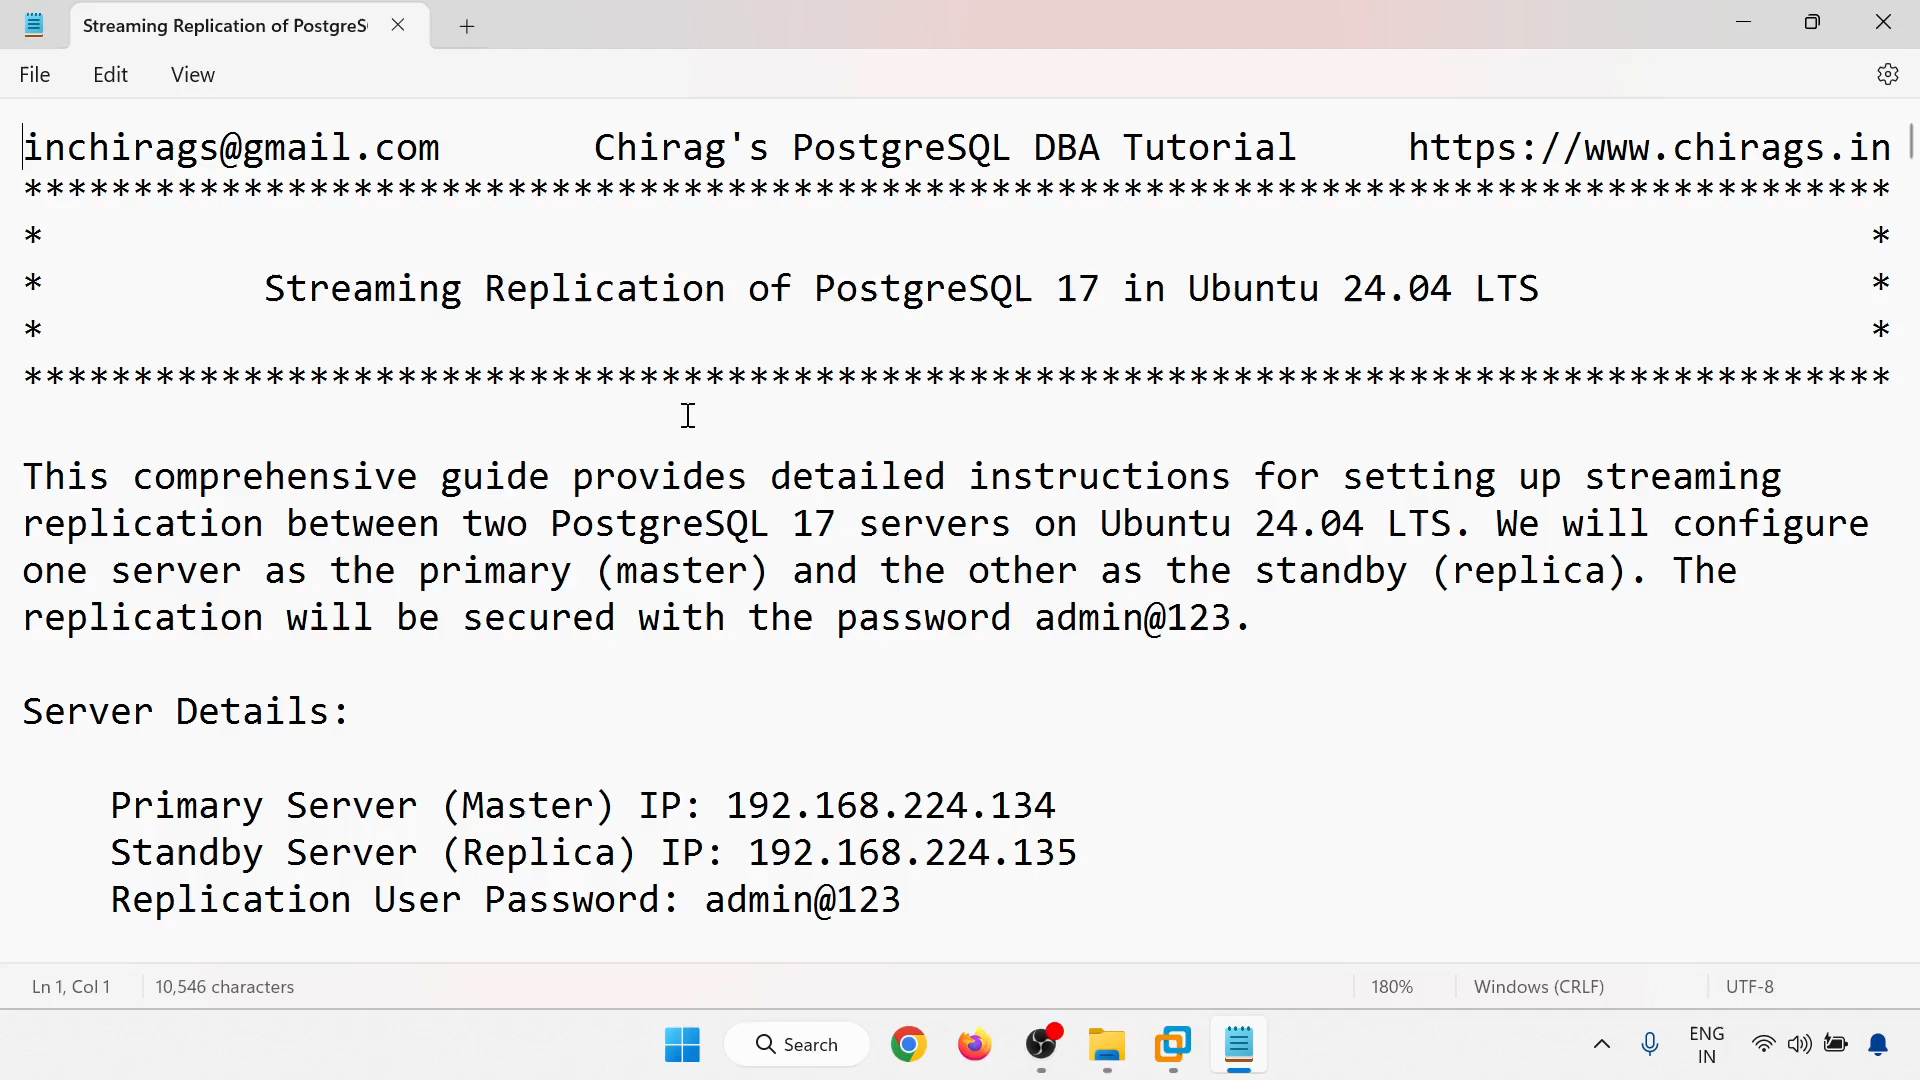 Streaming Replication of PostgreS
File Edit View
inchirags@gmail.com Chirag's PostgreSQL DBA Tutorial https://www.chirags.in
*************************************************************************************
* *
* Streaming Replication of PostgreSQL 17 in Ubuntu 24.04 LTS *
* *
*************************************************************************************
This comprehensive guide provides detailed instructions for setting up streaming
replication between two PostgreSQL 17 servers on Ubuntu 24.04 LTS. We will configure
one server as the primary (master) and the other as the standby (replica). The
replication will be secured with the password admin@123.
Server Details:
Primary Server (Master) IP: 192.168.224.134
Standby Server (Replica) IP: 192.168.224.135
Replication User Password: admin@123
Ln 1, Col 1 10,546 characters 180% Windows (CRLF) UTF-8
Search ENG
IN